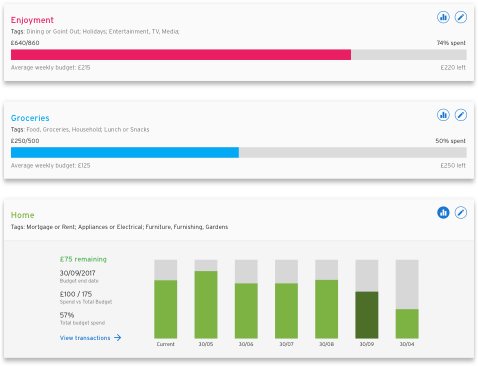 Enjoyment
Tags: Dining or Goint Out; Holidays; Entertainment, TV, Media;
£640/860 74% spent
Average weekly budget: £215 £220 left
Groceries
Tags: Food, Groceries, Household; Lunch or Snacks
£250/500 50% spent
Average weekly budget: £125 £250 left
Home
Tags: Mortgage or Rent; Appliances or Electrical; Furniture, Furnishing, Gardens
£75 remaining
30/09/2017
Budget end date
£100 / 175
Spend vs Total Budget
57%
Total budget spend
View transactions
Current 30/05 30/06 30/07 30/08 30/09 30/04